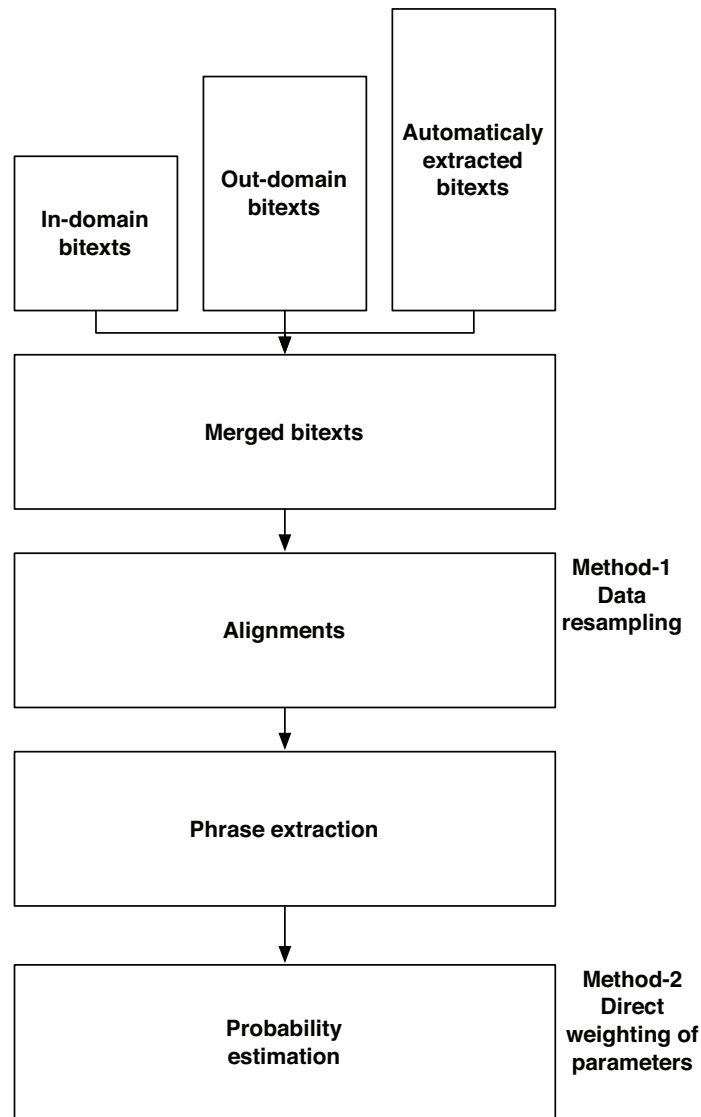 In-domain
bitexts
Out-domain
bitexts
Automaticaly
extracted
bitexts
Merged bitexts
Alignments
Method-1
Data
resampling
Phrase extraction
Probability
estimation
Method-2
Direct
weighting of
parameters